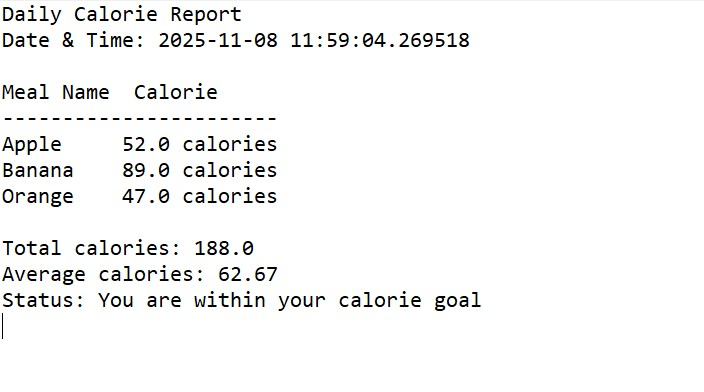 Daily Calorie Report
Date & Time: 2025-11-08 11:59:04.269518
Meal Name  Calorie
-----------------------
Apple     52.0 calories
Banana    89.0 calories
Orange    47.0 calories
Total calories: 188.0
Average calories: 62.67
Status: You are within your calorie goal